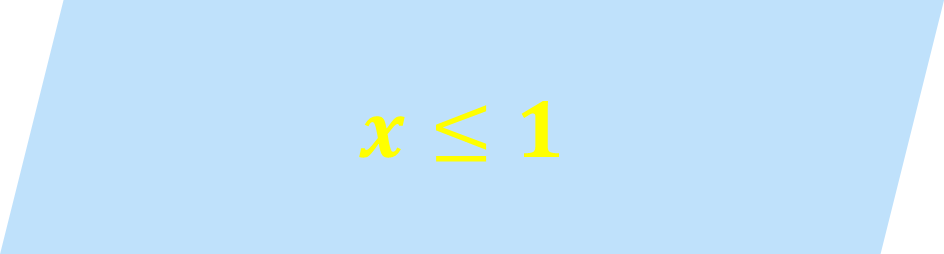 x ≤ 1